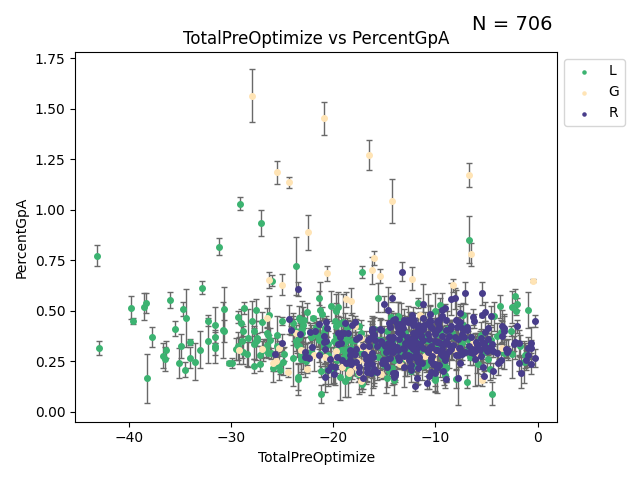 N = 706
TotalPreOptimize vs PercentGpA
L
G
R
1.75
1.50
1.25
1.00
0.75
0.50
0.25
0.00
PercentGpA
−40
−30
−20
−10
0
TotalPreOptimize